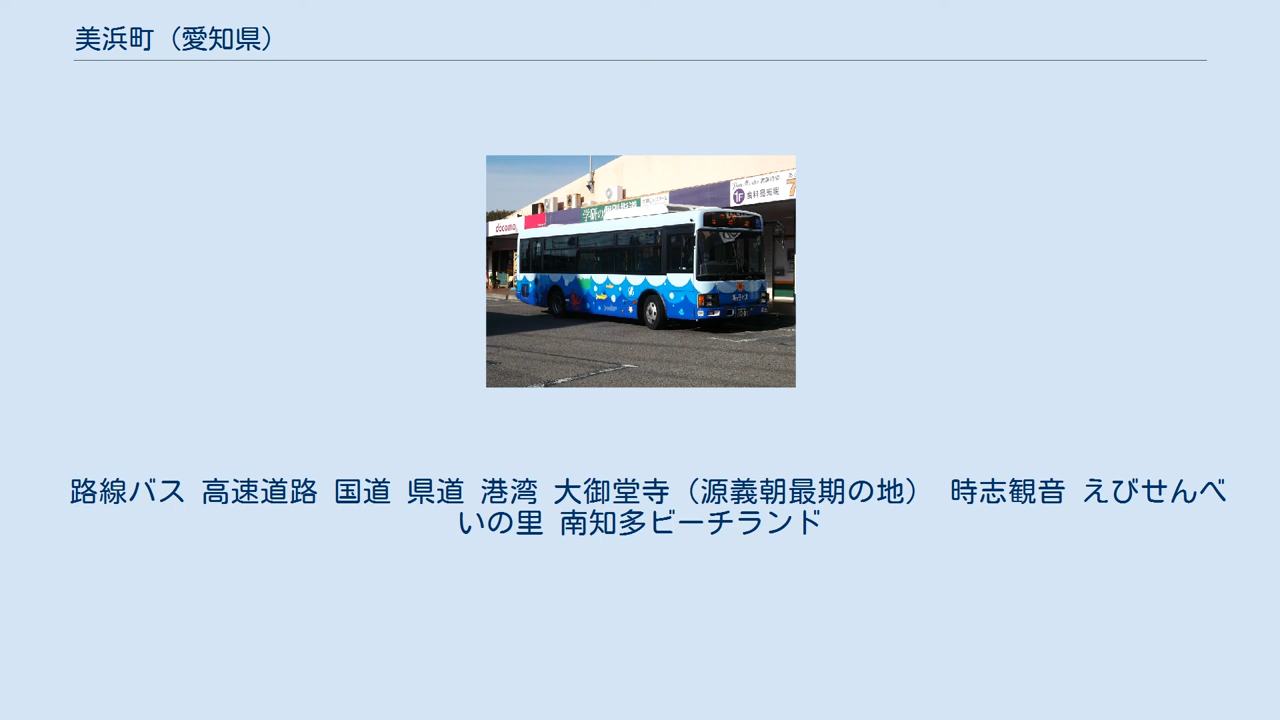 美浜町（愛知県）
docomo
路線バス 高速道路 国道 県道 港湾 大御堂寺（源義朝最期の地） 時志観音 えびせんべ
いの里 南知多ビーチランド